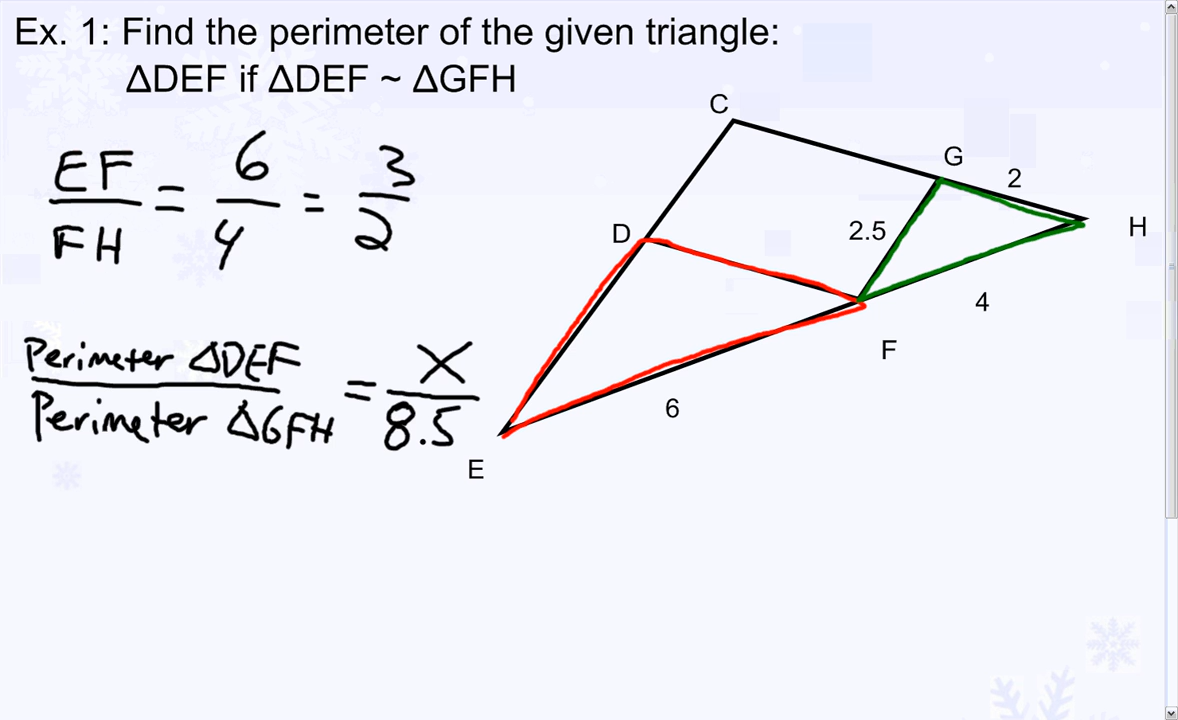 Ex. 1: Find the perimeter of the given triangle:
ΔDEF if ΔDEF ~ ΔGFH
EF/FH = 6/4 = 3/2
Perimeter ΔDEF/Perimeter ΔGFH = X/8.5
C
G
2
H
D
2.5
4
F
6
E